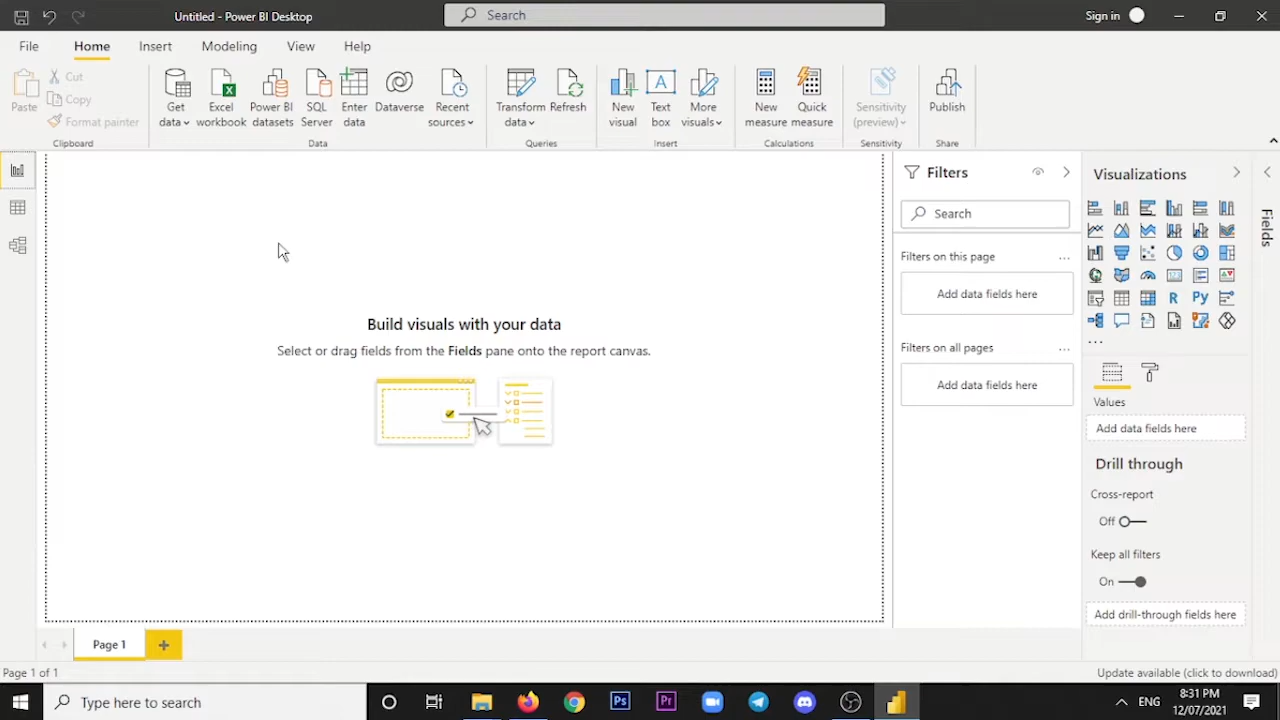 Untitled - Power BI Desktop
Search
Sign in
File
Home
Insert
Modeling
View
Help
Paste
Cut
Copy
Format painter
Get data
Excel workbook
Power BI datasets
SQL Server
Enter data
Dataverse
Recent sources
Transform data
Refresh
New visual
A
Text box
More visuals
New measure
Quick measure
Sensitivity (preview)
Publish
Clipboard
Data
Queries
Insert
Calculations
Sensitivity
Share
Build visuals with your data
Select or drag fields from the Fields pane onto the report canvas.
Filters
Search
Filters on this page
...
Add data fields here
Filters on all pages
...
Add data fields here
Visualizations
R
Py
...
Values
Add data fields here
Drill through
Cross-report
Off
Keep all filters
On
Add drill-through fields here
Fields
Page 1
Page 1 of 1
Update available (click to download)
Type here to search
Ps
Pr
ENG
8:31 PM
12/07/2021